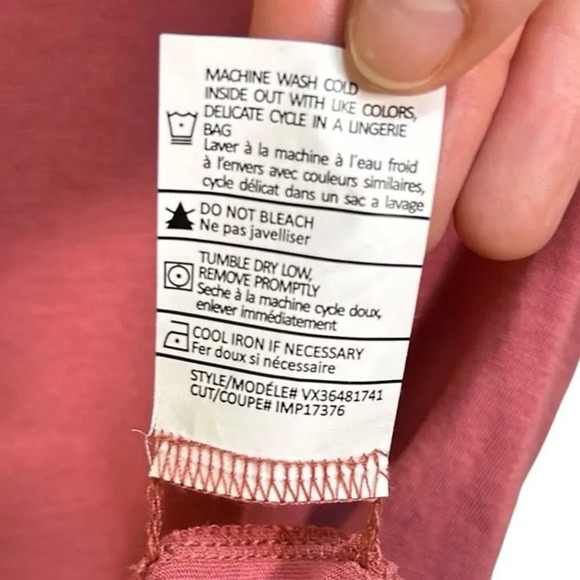 MACHINE WASH COLD
INSIDE OUT WITH LIKE COLORS,
DELICATE CYCLE IN A LINGERIE
BAG
Laver à la machine à l'eau froid
à l'envers avec couleurs similaires,
cycle délicat dans un sac a lavage
DO NOT BLEACH
Ne pas javelliser
TUMBLE DRY LOW,
REMOVE PROMPTLY
Seche à la machine cycle doux,
enlever immédiatement
COOL IRON IF NECESSARY
Fer doux si nécessaire
STYLE/MODÉLE# VX36481741
CUT/COUPE# IMP17376